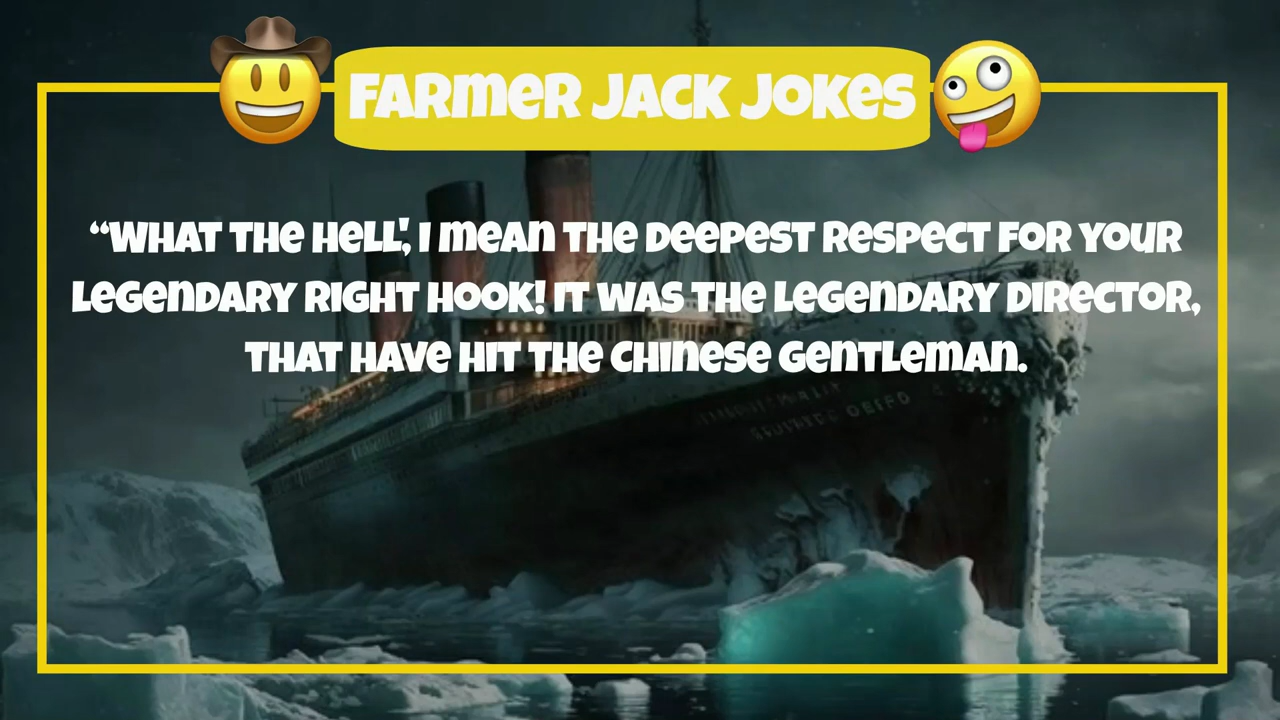 FARMER JACK JOKES
“WHAT THE HELL', I MEAN THE DEEPEST RESPECT FOR YOUR
LEGENDARY RIGHT HOOK! IT WAS THE LEGENDARY DIRECTOR,
THAT HAVE HIT THE CHINESE GENTLEMAN.